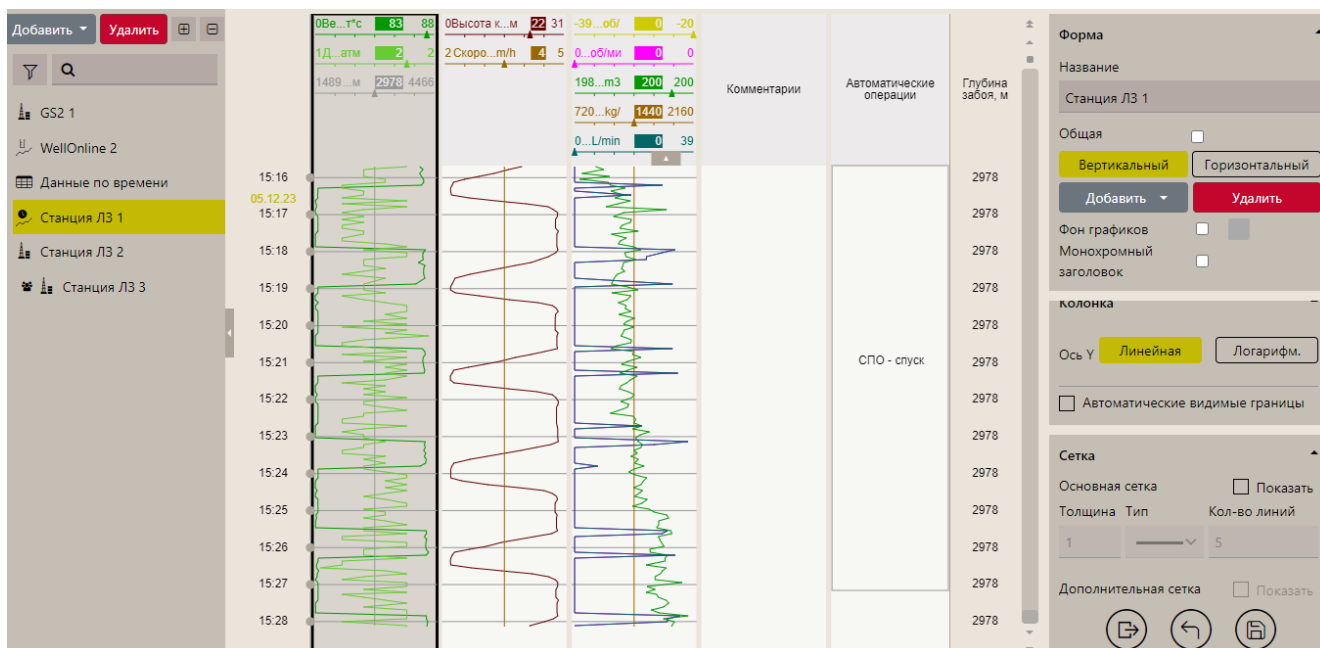 Добавить
Удалить
GS2 1
WellOnline 2
Данные по времени
Станция ЛЗ 1
Станция ЛЗ 2
Станция ЛЗ 3
0Ве...т*с 83 88
1Д...атм 2 2
1489...м 2978 4466
0Высота к...м 22 31
2 Скоро...m/h 4 5
-39...об/ 0 -20
0...об/ми 0 0
198...m3 200 200
720...kg/ 1440 2160
0...L/min 0 39
Комментарии
Автоматические
операции
Глубина
забоя, м
15:16
05.12.23
15:17
15:18
15:19
15:20
15:21
15:22
15:23
15:24
15:25
15:26
15:27
15:28
СПО - спуск
2978
2978
2978
2978
2978
2978
2978
2978
2978
2978
2978
2978
2978
Форма
Название
Станция ЛЗ 1
Общая
Вертикальный
Горизонтальный
Добавить
Удалить
Фон графиков
Монохромный
заголовок
Колонка
Ось Y
Линейная
Логарифм.
Автоматические видимые границы
Сетка
Основная сетка
Показать
Толщина Тип Кол-во линий
1
5
Дополнительная сетка
Показать